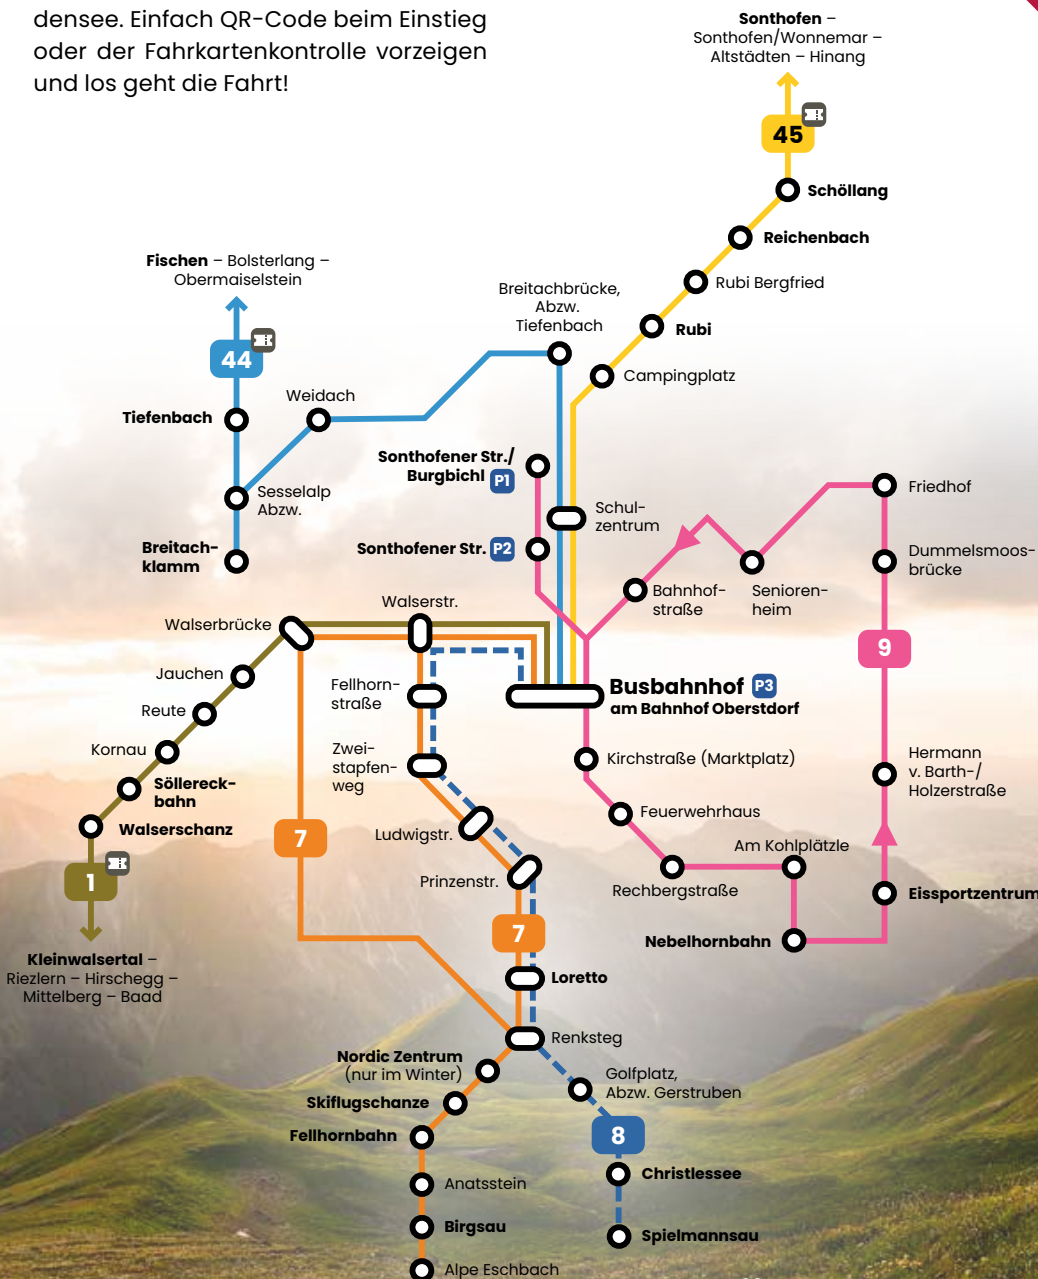 densee. Einfach QR-Code beim Einstieg
oder der Fahrkartenkontrolle vorzeigen
und los geht die Fahrt!
Sonthofen –
Sonthofen/Wonnemar –
Altstädten – Hinang
45
Schöllang
Reichenbach
Rubi Bergfried
Rubi
Campingplatz
Fischen – Bolsterlang –
Obermaiselstein
44
Tiefenbach
Weidach
Breitachbrücke,
Abzw.
Tiefenbach
Sesselalp
Abzw.
Breitach-
klamm
Sonthofener Str./
Burgbichl P1
Schul-
zentrum
Sonthofener Str. P2
Friedhof
Dummelsmoos-
brücke
Bahnhof-
straße
Senioren-
heim
9
Walserbrücke
Walserstr.
Jauchen
Reute
Kornau
Söllereck-
bahn
Walserschanz
1
Kleinwalsertal –
Riezlern – Hirschegg –
Mittelberg – Baad
Fellhorn-
straße
Zwei-
stapfen-
weg
Ludwigstr.
Prinzenstr.
7
7
Busbahnhof P3
am Bahnhof Oberstdorf
Kirchstraße (Marktplatz)
Feuerwehrhaus
Am Kohlplätzle
Rechbergstraße
Nebelhornbahn
Hermann
v. Barth-/
Holzerstraße
Eissportzentrum
Loretto
Renksteg
Nordic Zentrum
(nur im Winter)
Skiflugschanze
Fellhornbahn
Anatsstein
Birgsau
Alpe Eschbach
Golfplatz,
Abzw. Gerstruben
8
Christlessee
Spielmannsau